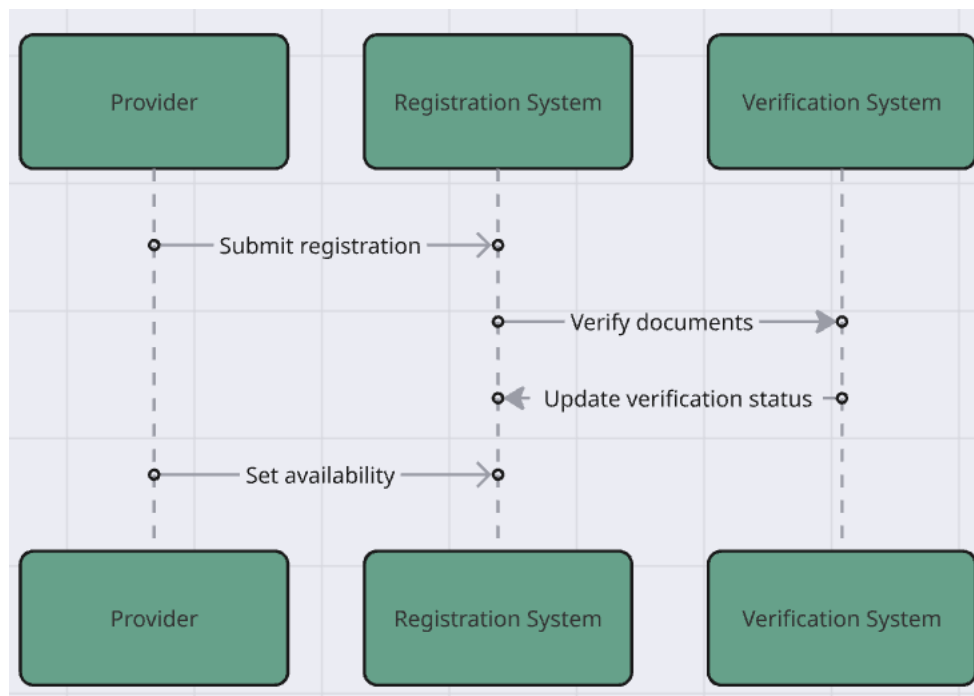 Provider
Registration System
Verification System
Submit registration
Verify documents
Update verification status
Set availability
Provider
Registration System
Verification System